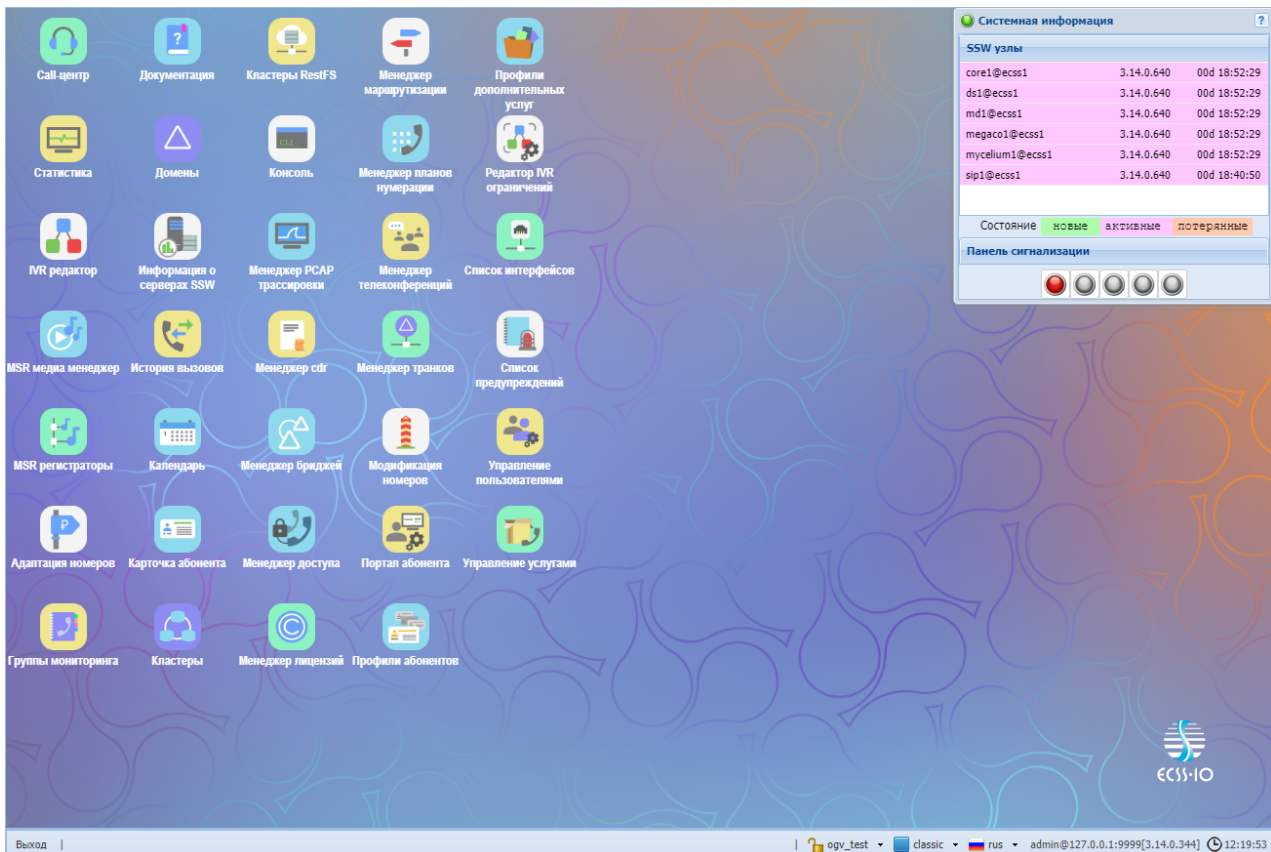 Call-центр
Документация
Кластеры RestFS
Менеджер
маршрутизации
Профили
дополнительных
услуг
Статистика
Домены
CLI
Консоль
Менеджер планов
нумерации
Редактор IVR
ограничений
IVR редактор
Информация о
серверах SSW
Менеджер PCAP
трассировки
Менеджер
телеконференций
Список интерфейсов
MSR медиа менеджер
История вызовов
Менеджер cdr
Менеджер транков
Список
предупреждений
MSR регистраторы
Календарь
Менеджер бриджей
Модификация
номеров
Управление
пользователями
Адаптация номеров
Карточка абонента
Менеджер доступа
Портал абонента
Управление услугами
Группы мониторинга
Кластеры
Менеджер лицензий
Профили абонентов
Системная информация ?
SSW узлы
core1@ecss1 3.14.0.640 00d 18:52:29
ds1@ecss1 3.14.0.640 00d 18:52:29
md1@ecss1 3.14.0.640 00d 18:52:29
megaco1@ecss1 3.14.0.640 00d 18:52:29
mycelium1@ecss1 3.14.0.640 00d 18:52:29
sip1@ecss1 3.14.0.640 00d 18:40:50
Состояние новые активные потерянные
Панель сигнализации
ECSS·10
Выход | | ogv_test classic rus admin@127.0.0.1:9999[3.14.0.344] 12:19:53